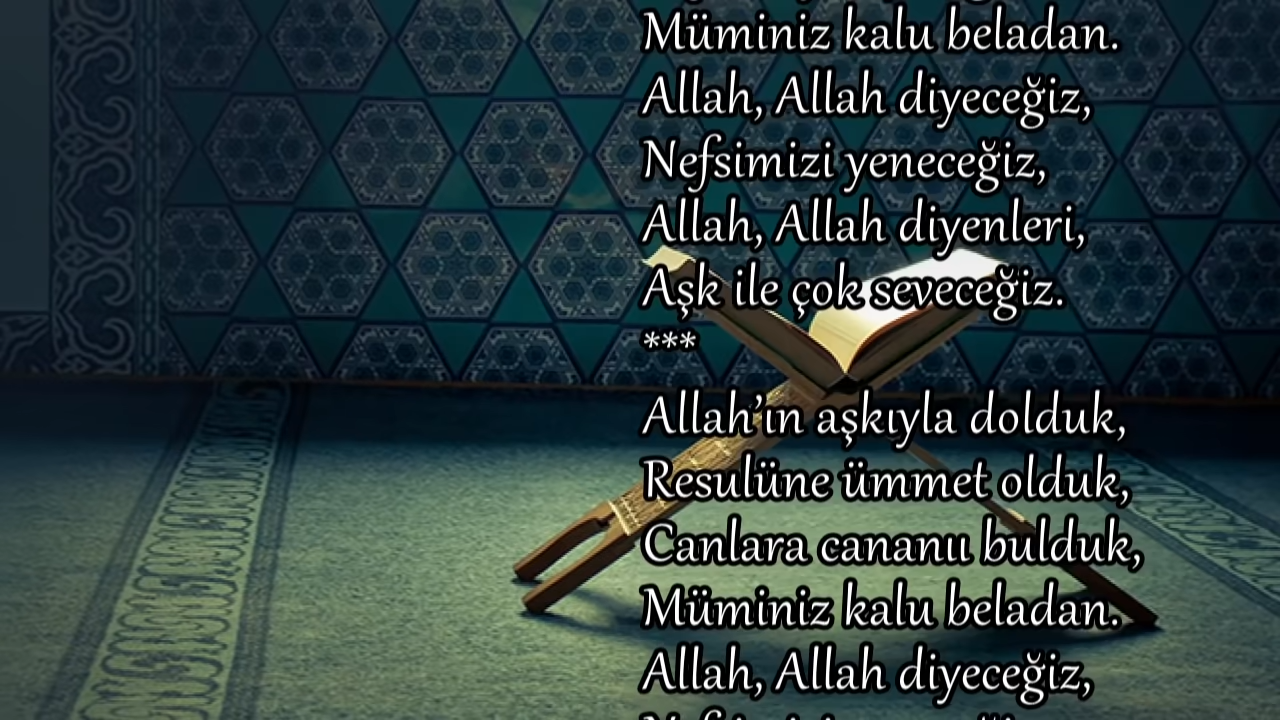 Müminiz kalu beladan.
Allah, Allah diyeceğiz,
Nefsimizi yeneceğiz,
Allah, Allah diyenleri,
Aşk ile çok seveceğiz.
***
Allah’ın aşkıyla dolduk,
Resulüne ümmet olduk,
Canlara cananıı bulduk,
Müminiz kalu beladan.
Allah, Allah diyeceğiz,